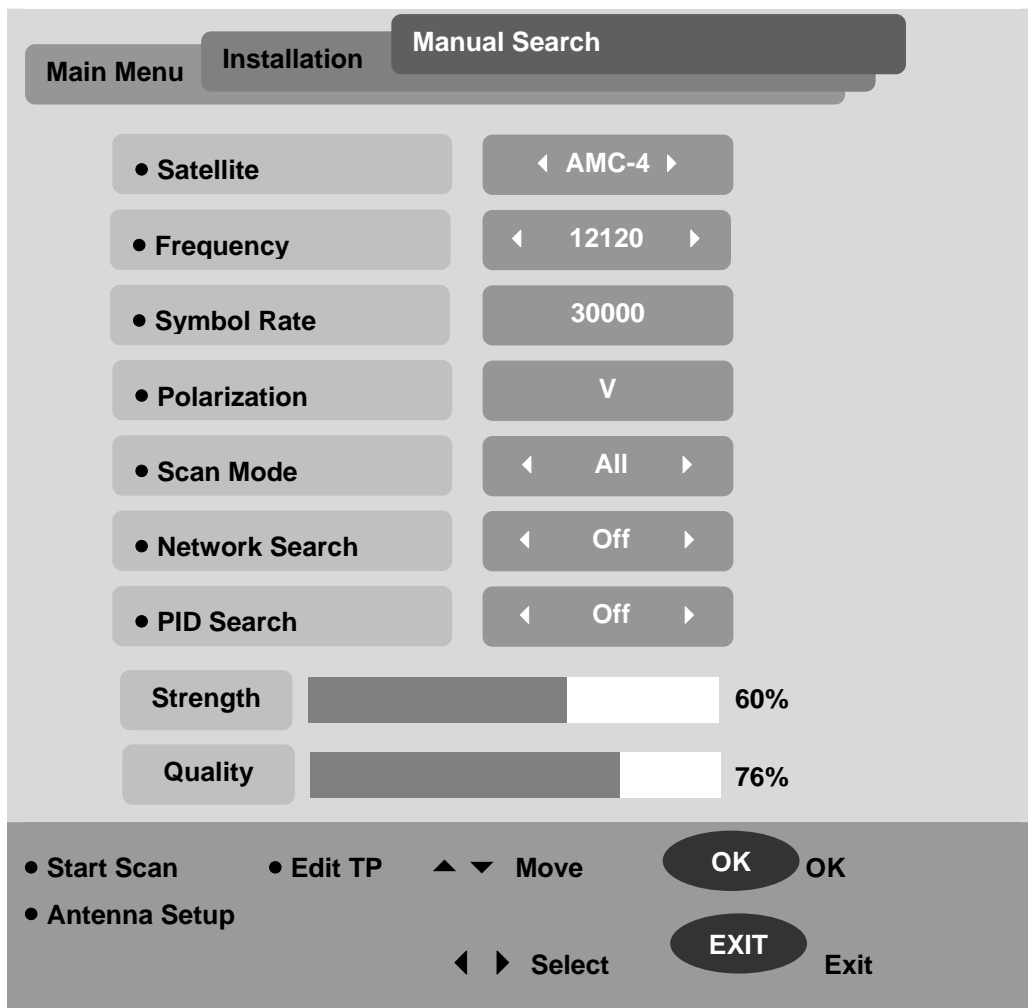 Main Menu Installation Manual Search
Satellite AMC-4
Frequency 12120
Symbol Rate 30000
Polarization V
Scan Mode All
Network Search Off
PID Search Off
Strength 60%
Quality 76%
Start Scan Edit TP Move OK OK
Antenna Setup
Select EXIT Exit